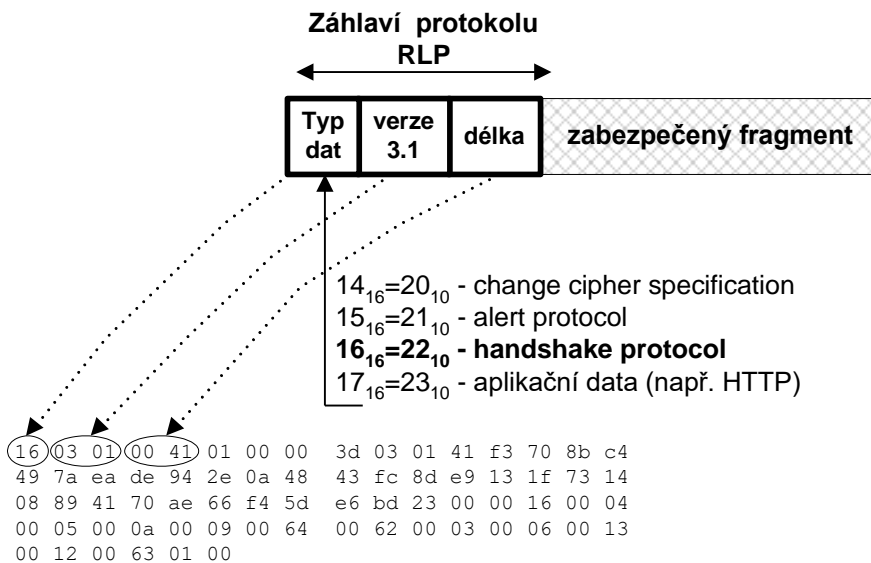 Záhlaví protokolu
RLP
Typ dat
verze 3.1
délka
zabezpečený fragment
14₁₆=20₁₀ - change cipher specification
15₁₆=21₁₀ - alert protocol
16₁₆=22₁₀ - handshake protocol
17₁₆=23₁₀ - aplikační data (např. HTTP)
16 03 01 00 41 01 00 00 3d 03 01 41 f3 70 8b c4
49 7a ea de 94 2e 0a 48 43 fc 8d e9 13 1f 73 14
08 89 41 70 ae 66 f4 5d e6 bd 23 00 00 16 00 04
00 05 00 0a 00 09 00 64 00 62 00 03 00 06 00 13
00 12 00 63 01 00